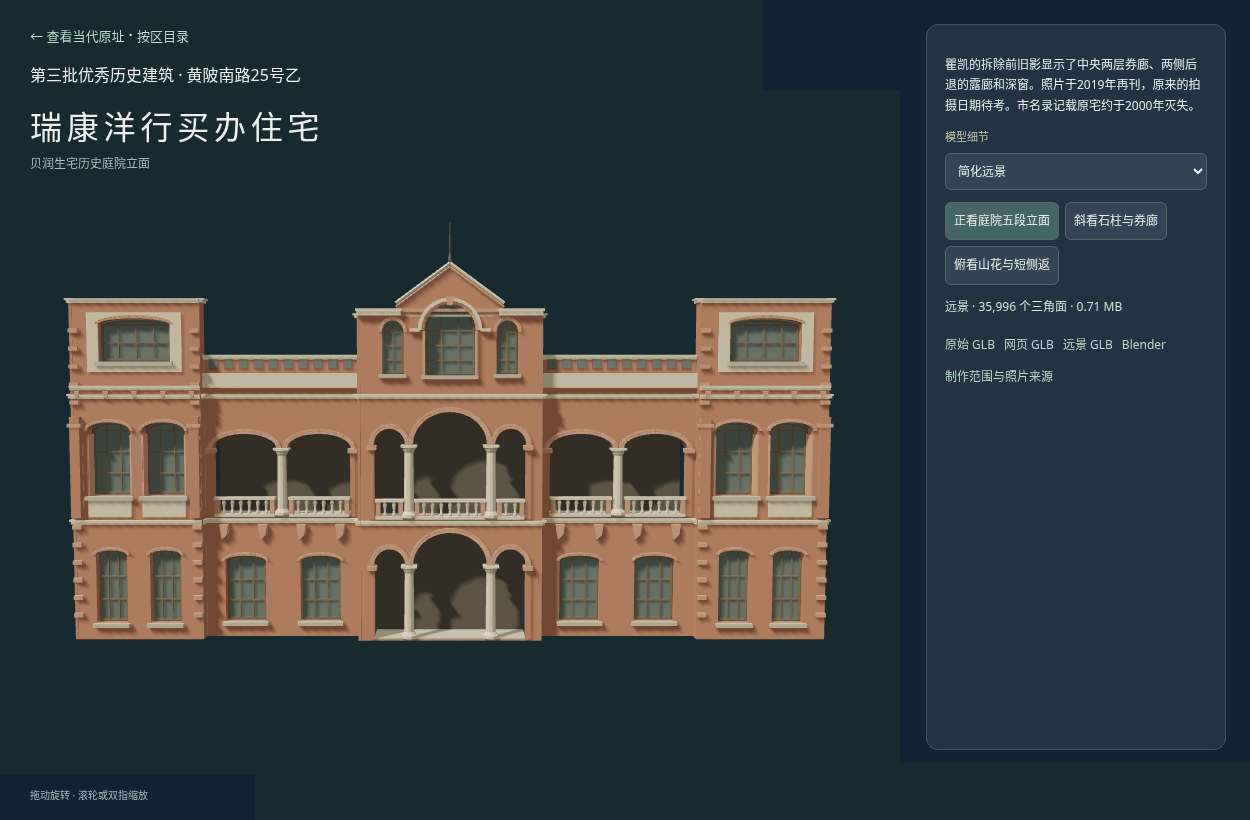 ← 查看当代原址 · 按区目录
第三批优秀历史建筑 · 黄陂南路25号乙
瑞康洋行买办住宅
贝润生宅历史庭院立面
瞿凯的拆除前旧影显示了中央两层券廊、两侧后
退的露廊和深窗。照片于2019年再刊，原来的拍
摄日期待考。市名录记载原宅约于2000年灭失。
模型细节
简化远景
正看庭院五段立面
斜看石柱与券廊
俯看山花与短侧返
远景 · 35,996 个三角面 · 0.71 MB
原始 GLB 网页 GLB 远景 GLB Blender
制作范围与照片来源
拖动旋转 · 滚轮或双指缩放